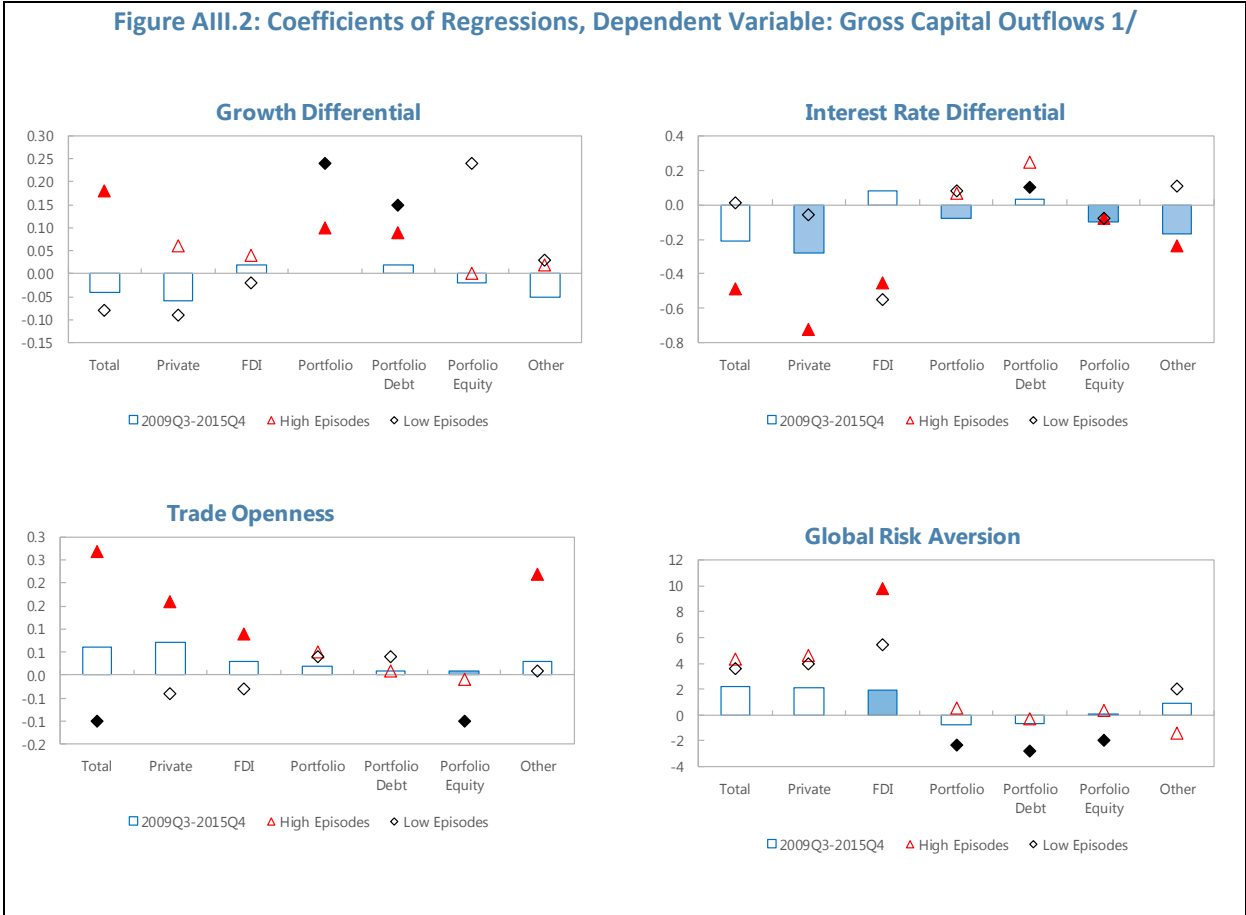 Figure AIII.2: Coefficients of Regressions, Dependent Variable: Gross Capital Outflows 1/
Growth Differential
0.30
0.25
0.20
0.15
0.10
0.05
0.00
-0.05
-0.10
-0.15
Total Private FDI Portfolio Portfolio Debt Porfolio Equity Other
2009Q3-2015Q4 High Episodes Low Episodes
Interest Rate Differential
0.4
0.2
0.0
-0.2
-0.4
-0.6
-0.8
Total Private FDI Portfolio Portfolio Debt Porfolio Equity Other
2009Q3-2015Q4 High Episodes Low Episodes
Trade Openness
0.3
0.3
0.2
0.2
0.1
0.1
0.0
-0.1
-0.1
-0.2
Total Private FDI Portfolio Portfolio Debt Porfolio Equity Other
2009Q3-2015Q4 High Episodes Low Episodes
Global Risk Aversion
12
10
8
6
4
2
0
-2
-4
Total Private FDI Portfolio Portfolio Debt Porfolio Equity Other
2009Q3-2015Q4 High Episodes Low Episodes